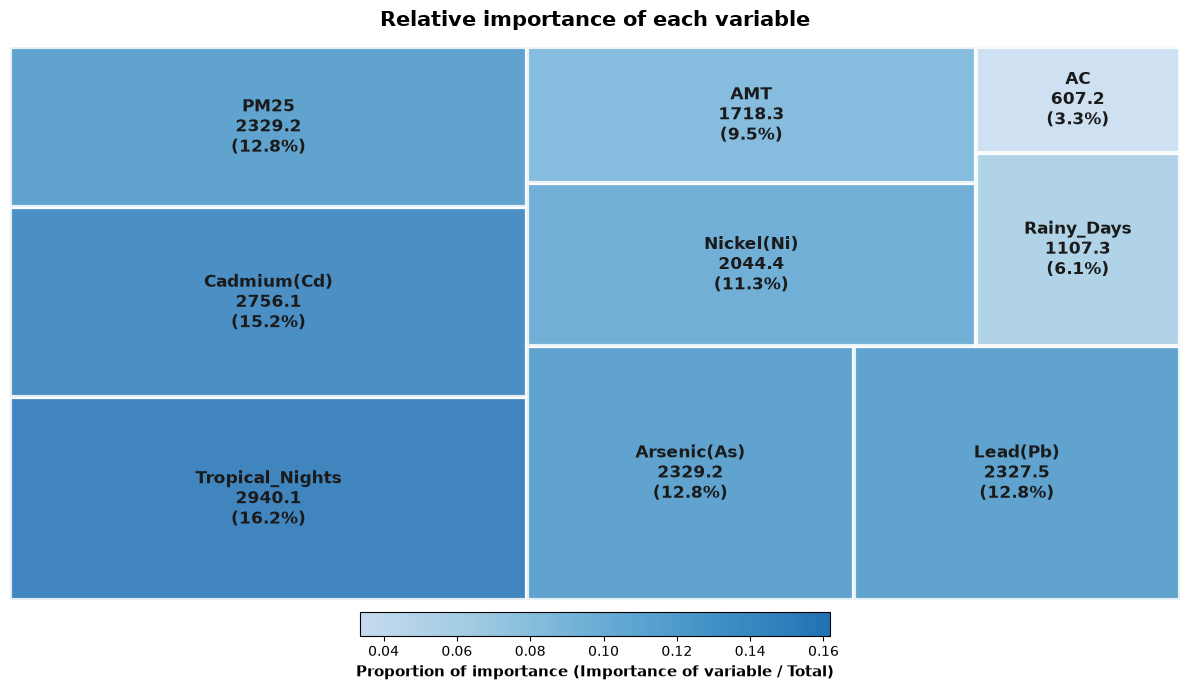 Relative importance of each variable
PM25
2329.2
(12.8%)
AMT
1718.3
(9.5%)
AC
607.2
(3.3%)
Cadmium(Cd)
2756.1
(15.2%)
Nickel(Ni)
2044.4
(11.3%)
Rainy_Days
1107.3
(6.1%)
Tropical_Nights
2940.1
(16.2%)
Arsenic(As)
2329.2
(12.8%)
Lead(Pb)
2327.5
(12.8%)
0.04 0.06 0.08 0.10 0.12 0.14 0.16
Proportion of importance (Importance of variable / Total)